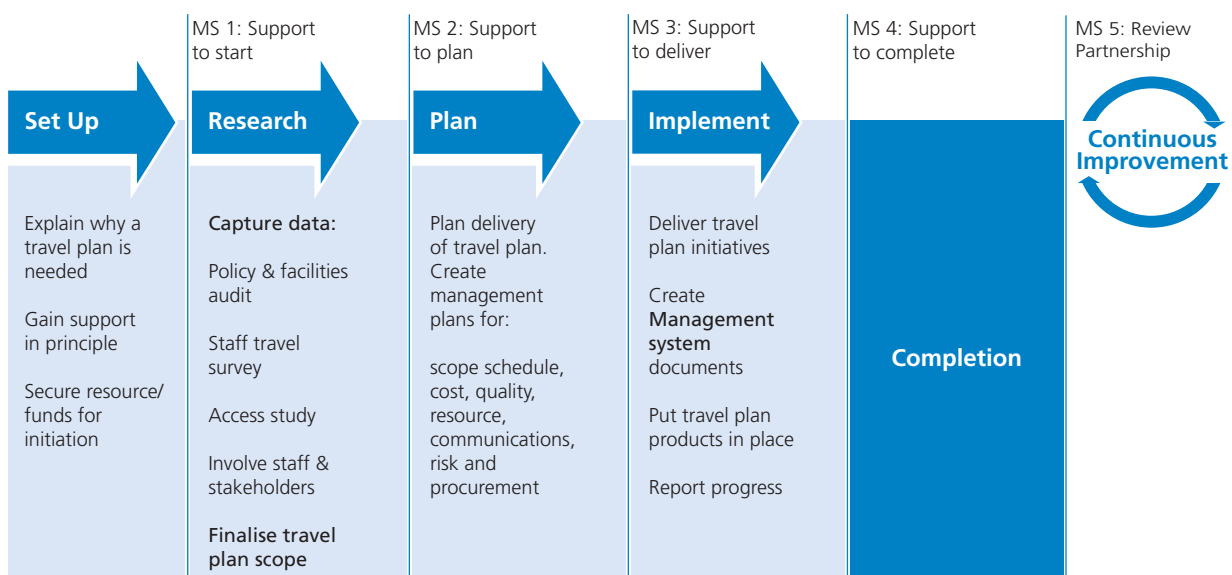 MS 1: Support
to start
MS 2: Support
to plan
MS 3: Support
to deliver
MS 4: Support
to complete
MS 5: Review
Partnership
Set Up
Research
Plan
Implement
Continuous
Improvement
Explain why a
travel plan is
needed
Gain support
in principle
Secure resource/
funds for
initiation
Capture data:
Policy & facilities
audit
Staff travel
survey
Access study
Involve staff &
stakeholders
Finalise travel
plan scope
Plan delivery
of travel plan.
Create
management
plans for:
scope schedule,
cost, quality,
resource,
communications,
risk and
procurement
Deliver travel
plan initiatives
Create
Management
system
documents
Put travel plan
products in place
Report progress
Completion